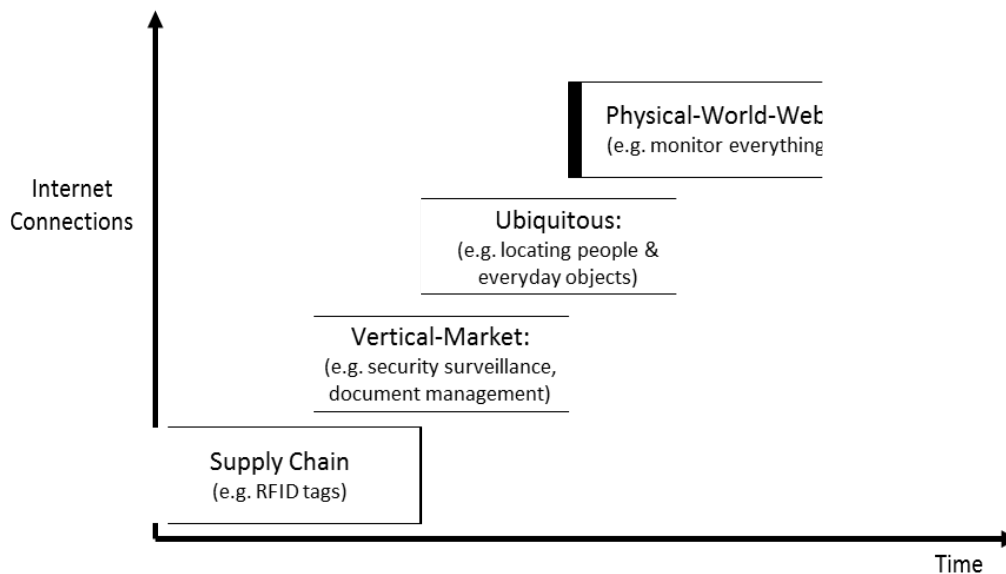 Physical-World-Web
(e.g. monitor everything
Internet
Connections
Ubiquitous:
(e.g. locating people &
everyday objects)
Vertical-Market:
(e.g. security surveillance,
document management)
Supply Chain
(e.g. RFID tags)
Time